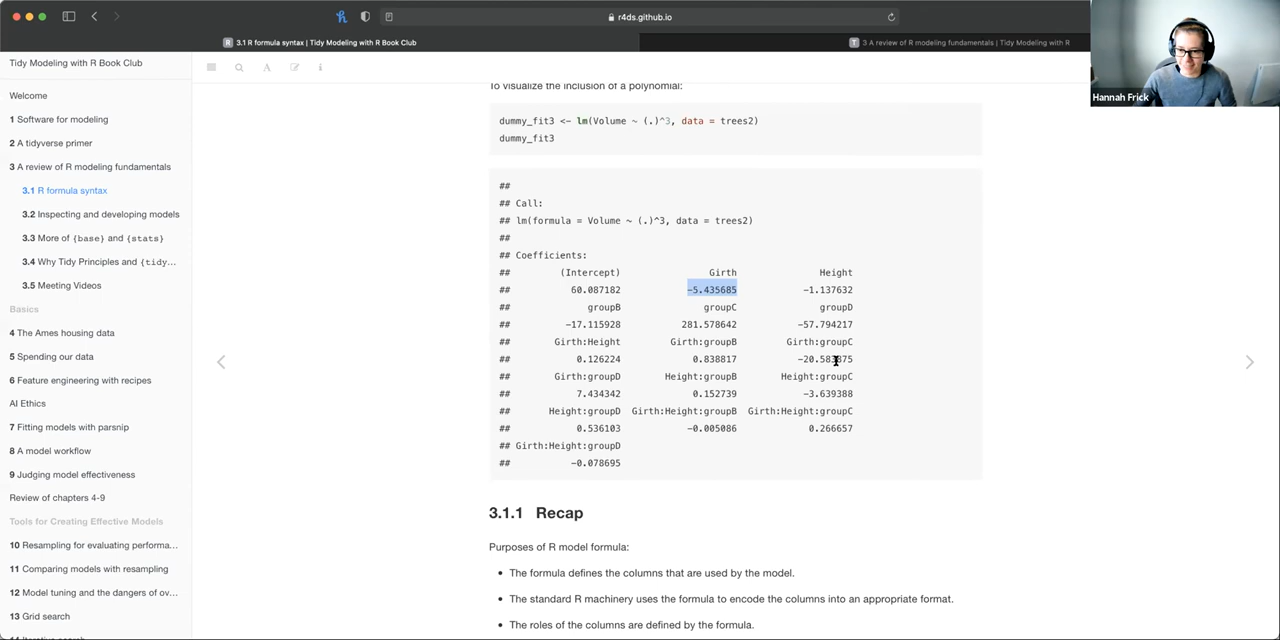 r4ds.github.io
3.1 R formula syntax | Tidy Modeling with R Book Club
3 A review of R modeling fundamentals | Tidy Modeling with R
Hannah Frick
Tidy Modeling with R Book Club
Welcome
1 Software for modeling
2 A tidyverse primer
3 A review of R modeling fundamentals
3.1 R formula syntax
3.2 Inspecting and developing models
3.3 More of {base} and {stats}
3.4 Why Tidy Principles and {tidy…
3.5 Meeting Videos
Basics
4 The Ames housing data
5 Spending our data
6 Feature engineering with recipes
AI Ethics
7 Fitting models with parsnip
8 A model workflow
9 Judging model effectiveness
Review of chapters 4-9
Tools for Creating Effective Models
10 Resampling for evaluating performa…
11 Comparing models with resampling
12 Model tuning and the dangers of ov…
13 Grid search
To visualize the inclusion of a polynomial:
dummy_fit3 <- lm(Volume ~ (.)^3, data = trees2)
dummy_fit3
##
## Call:
## lm(formula = Volume ~ (.)^3, data = trees2)
##
## Coefficients:
## (Intercept) Girth Height
## 60.087182 -5.435685 -1.137632
## groupB groupC groupD
## -17.115928 281.578642 -57.794217
## Girth:Height Girth:groupB Girth:groupC
## 0.126224 0.838817
## Girth:groupD Height:groupB Height:groupC
## 7.434342 0.152739 -3.639388
## Height:groupD Girth:Height:groupB Girth:Height:groupC
## 0.536103 -0.005086 0.266657
## Girth:Height:groupD
## -0.078695
3.1.1 Recap
Purposes of R model formula:
• The formula defines the columns that are used by the model.
• The standard R machinery uses the formula to encode the columns into an appropriate format.
• The roles of the columns are defined by the formula.